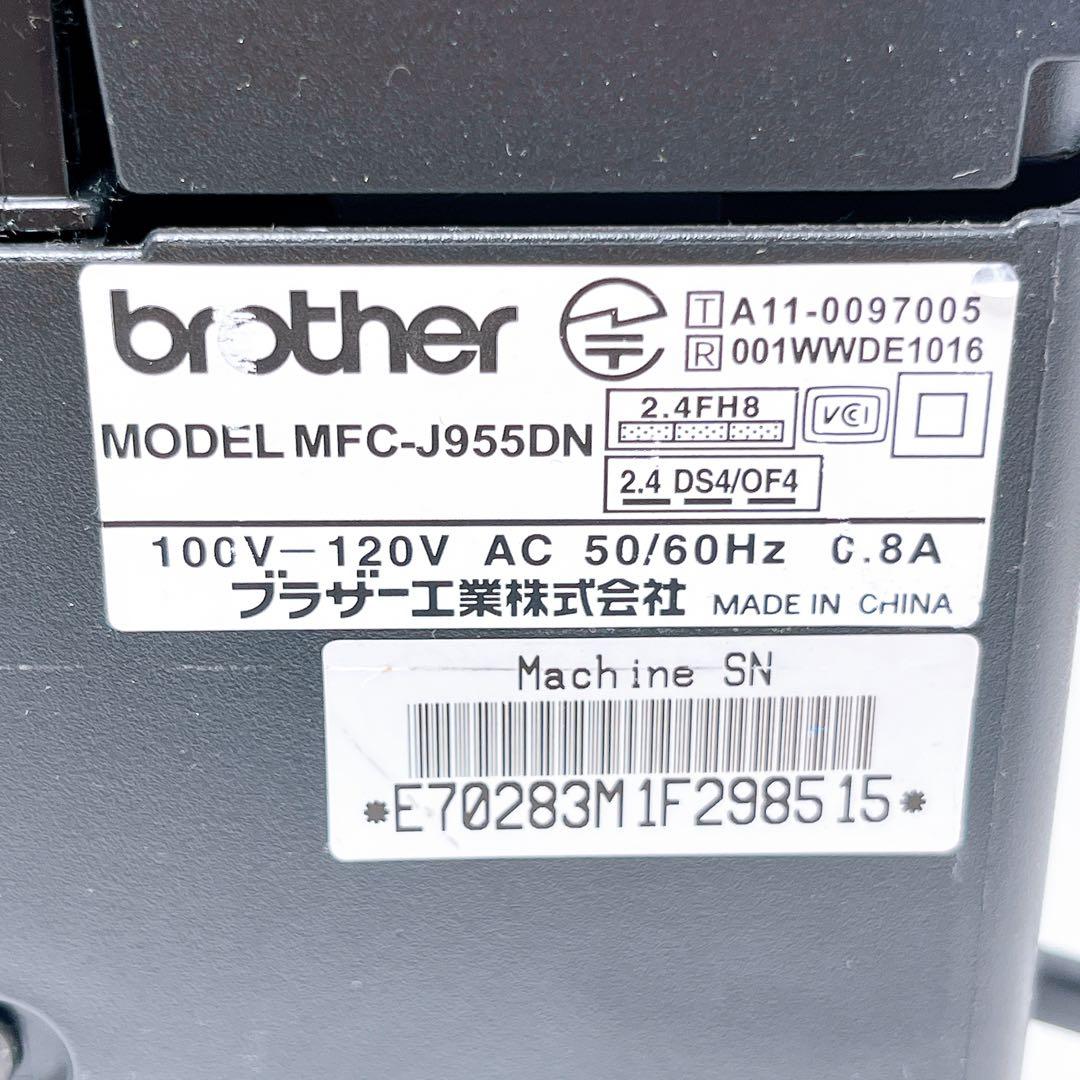 brother
T A11-0097005
R 001WWDE1016
MODEL MFC-J955DN
2.4FH8
VCI
2.4 DS4/OF4
100V-120V AC 50/60Hz 0.8A
ブラザー工業株式会社 MADE IN CHINA
Machine SN
*E70283M1F298515*